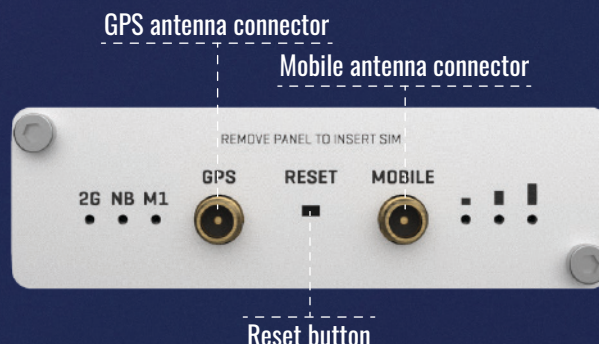 GPS antenna connector
Mobile antenna connector
REMOVE PANEL TO INSERT SIM
GPS RESET MOBILE
2G NB M1
Reset button